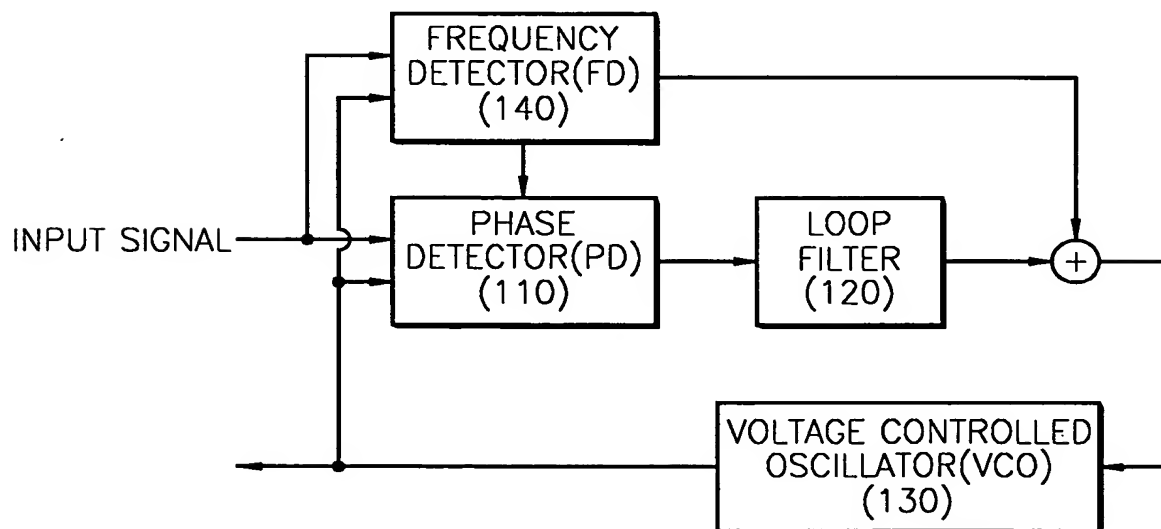 FREQUENCY
DETECTOR(FD)
(140)
INPUT SIGNAL
PHASE
DETECTOR(PD)
(110)
LOOP
FILTER
(120)
+
VOLTAGE CONTROLLED
OSCILLATOR(VCO)
(130)